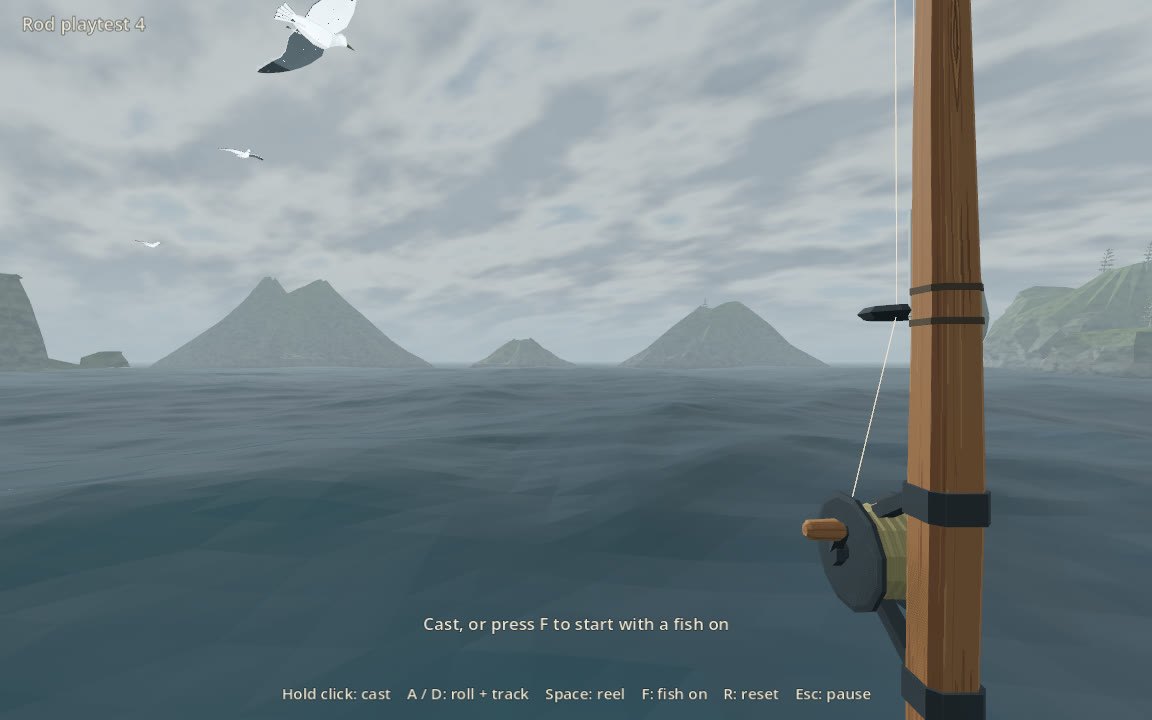 Rod playtest 4
Cast, or press F to start with a fish on
Hold click: cast A / D: roll + track Space: reel F: fish on R: reset Esc: pause